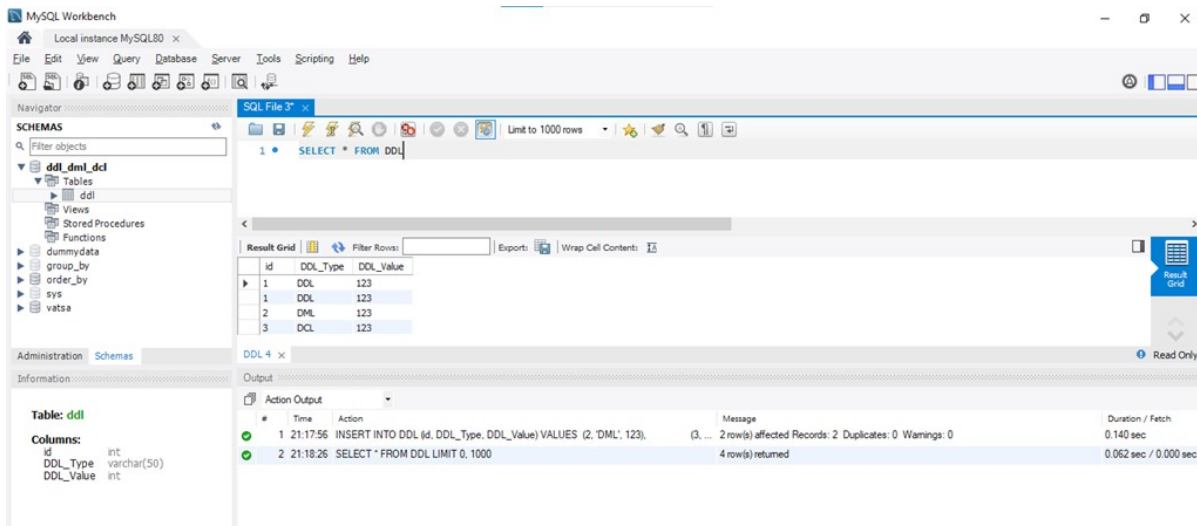 MySQL Workbench
Local instance MySQL80
File Edit View Query Database Server Tools Scripting Help
Navigator
SCHEMAS
Filter objects
ddl_dml_dcl
Tables
ddl
Views
Stored Procedures
Functions
dummydata
group_by
order_by
sys
vatsa
Administration Schemas
Information
Table: ddl
Columns:
id int
DDL_Type varchar(50)
DDL_Value int
SQL File 3*
Limit to 1000 rows
1 SELECT * FROM DDL
Result Grid Filter Rows: Export: Wrap Cell Content:
id DDL_Type DDL_Value
1 DDL 123
1 DDL 123
2 DML 123
3 DCL 123
Result
Grid
DDL 4 Read Only
Output
Action Output
# Time Action Message Duration / Fetch
1 21:17:56 INSERT INTO DDL (id, DDL_Type, DDL_Value) VALUES (2, 'DML', 123), (3, ... 2 row(s) affected Records: 2 Duplicates: 0 Warnings: 0 0.140 sec
2 21:18:26 SELECT * FROM DDL LIMIT 0, 1000 4 row(s) returned 0.062 sec / 0.000 sec